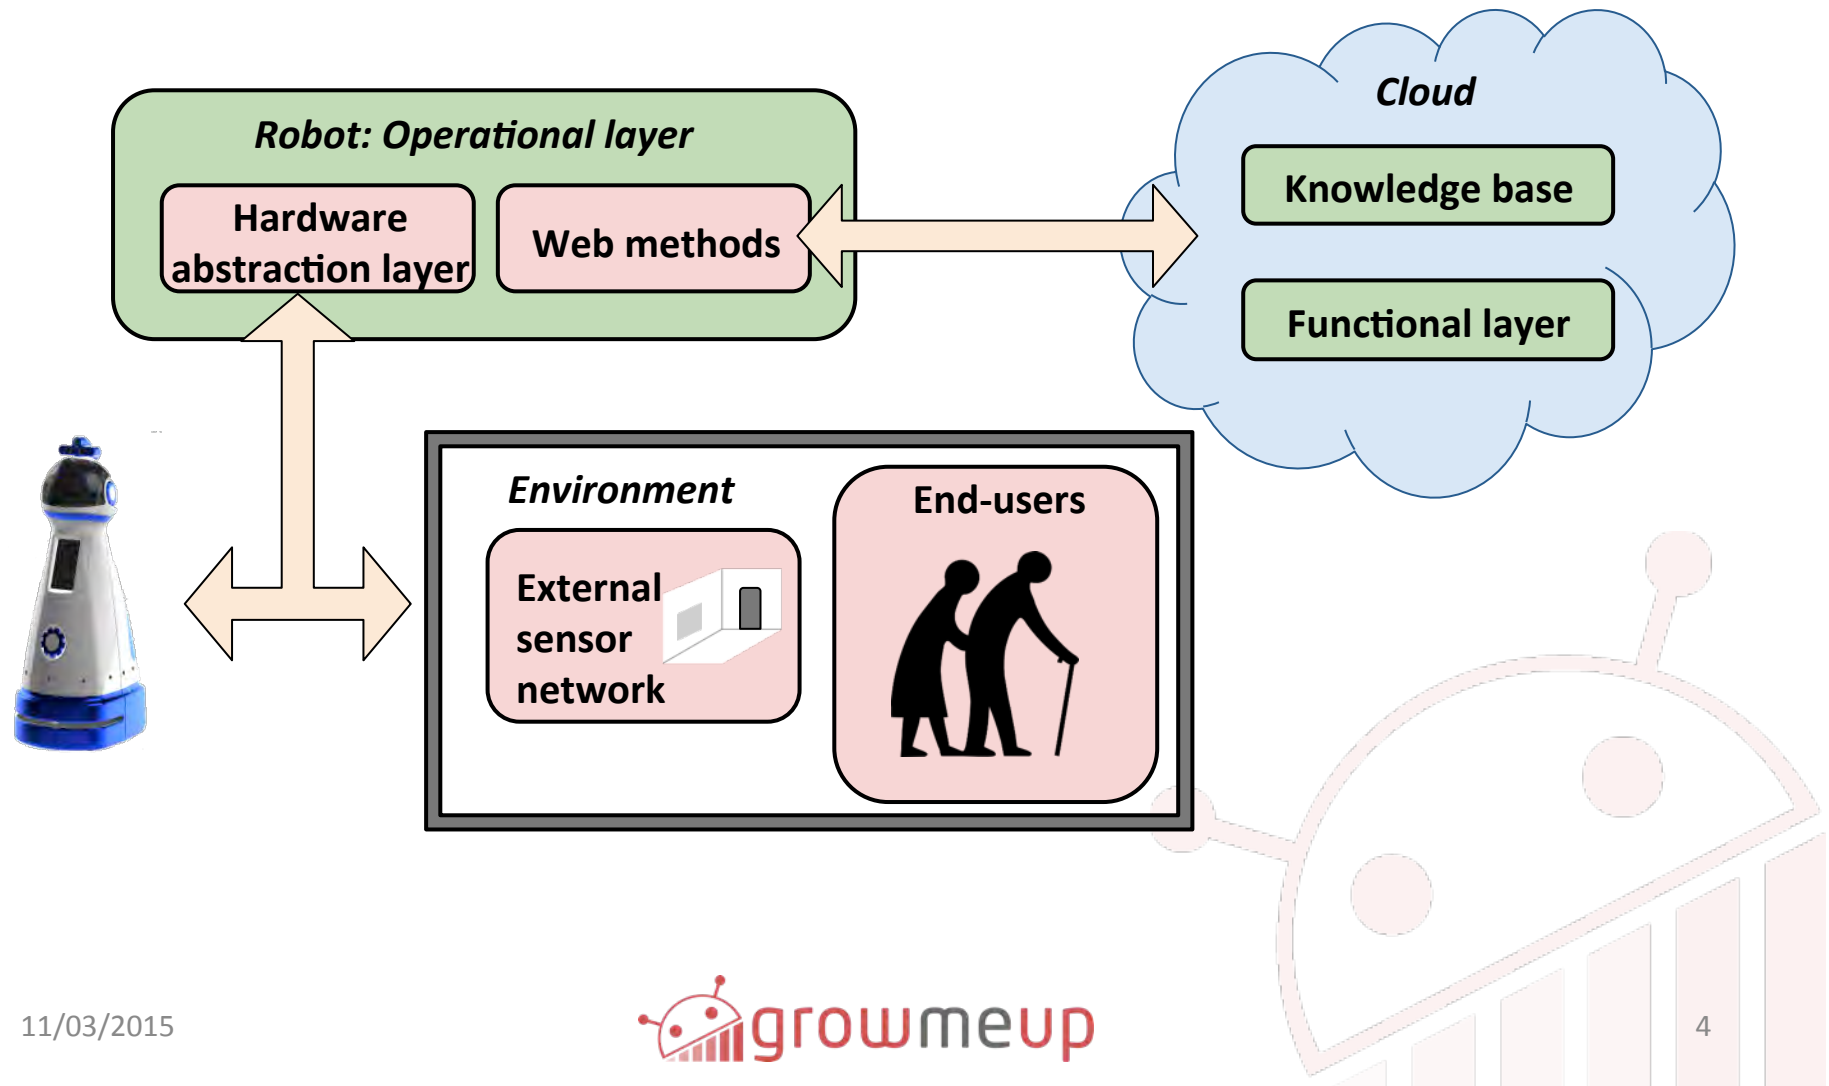 Robot: Operational layer
Hardware
abstraction layer
Web methods
Cloud
Knowledge base
Functional layer
Environment
External
sensor
network
End-users
11/03/2015
growmeup
4